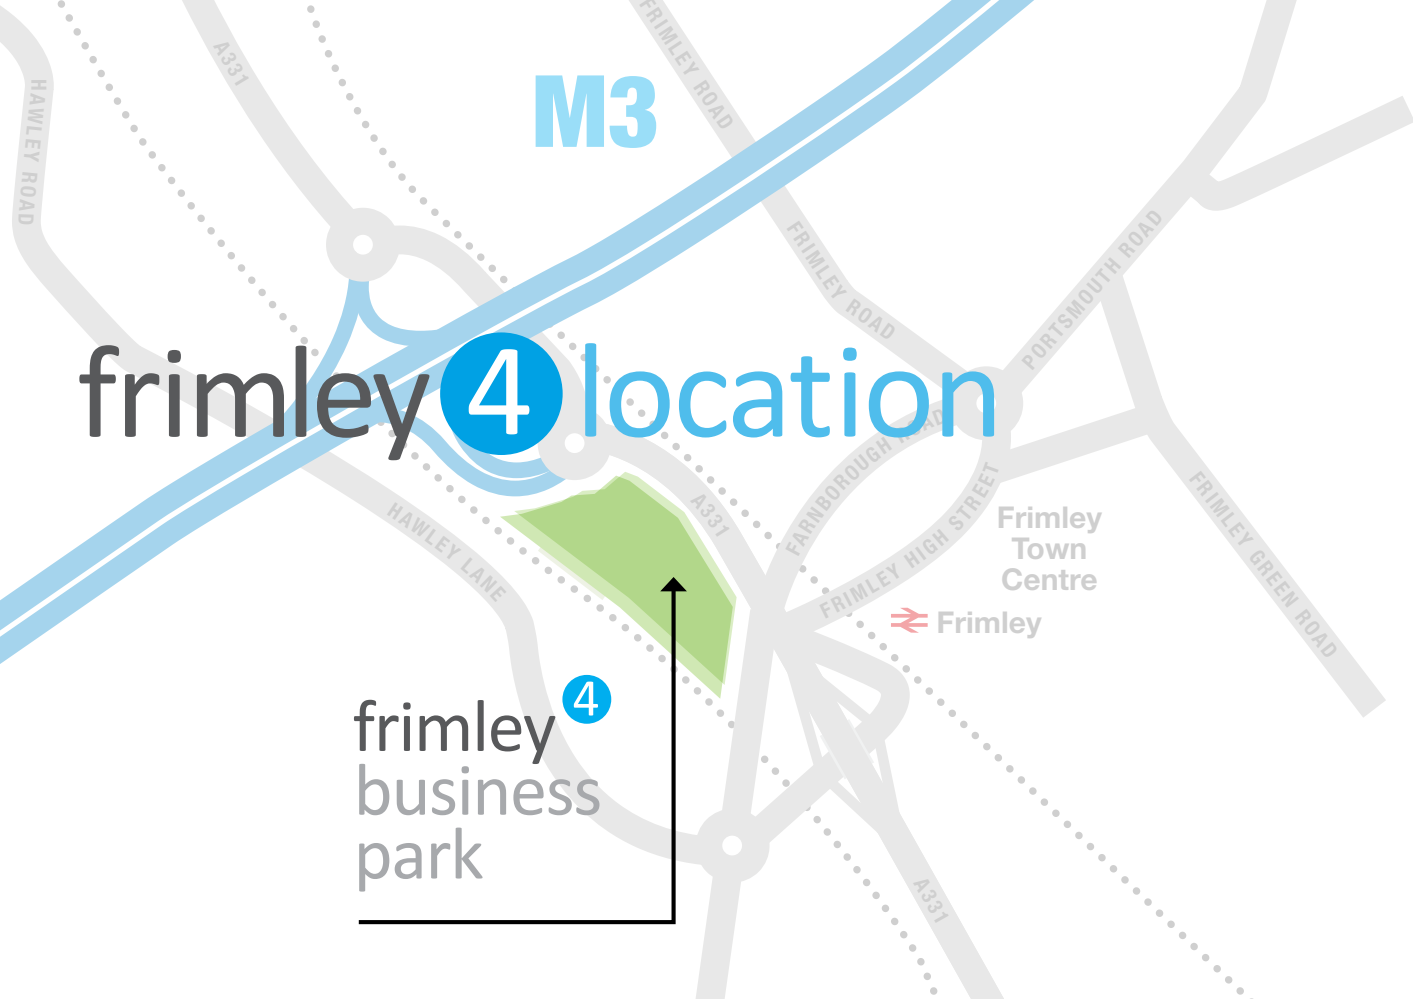 A331
FRIMLEY ROAD
M3
HAWLEY ROAD
FRIMLEY ROAD
PORTSMOUTH ROAD
frimley 4 location
FARNBOROUGH ROAD
A331
FRIMLEY HIGH STREET
FRIMLEY GREEN ROAD
HAWLEY LANE
Frimley
Town
Centre
Frimley
frimley 4
business
park
A331